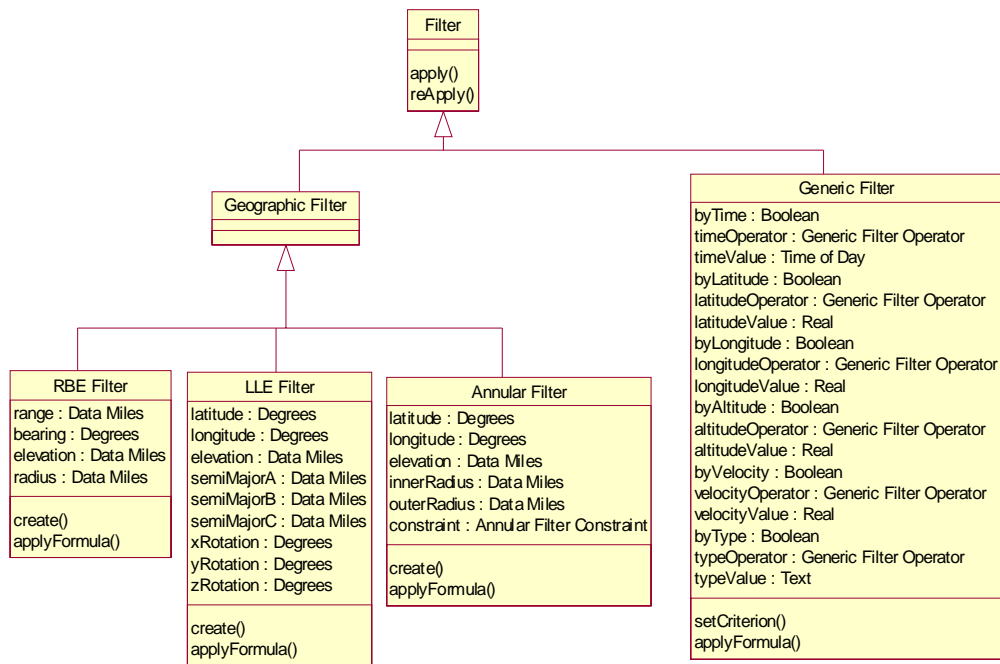 Filter
apply()
reApply()
Geographic Filter
Generic Filter
byTime : Boolean
timeOperator : Generic Filter Operator
timeValue : Time of Day
byLatitude : Boolean
latitudeOperator : Generic Filter Operator
latitudeValue : Real
byLongitude : Boolean
longitudeOperator : Generic Filter Operator
longitudeValue : Real
byAltitude : Boolean
altitudeOperator : Generic Filter Operator
altitudeValue : Real
byVelocity : Boolean
velocityOperator : Generic Filter Operator
velocityValue : Real
byType : Boolean
typeOperator : Generic Filter Operator
typeValue : Text
setCriterion()
applyFormula()
RBE Filter
range : Data Miles
bearing : Degrees
elevation : Data Miles
radius : Data Miles
create()
applyFormula()
LLE Filter
latitude : Degrees
longitude : Degrees
elevation : Data Miles
semiMajorA : Data Miles
semiMajorB : Data Miles
semiMajorC : Data Miles
xRotation : Degrees
yRotation : Degrees
zRotation : Degrees
create()
applyFormula()
Annular Filter
latitude : Degrees
longitude : Degrees
elevation : Data Miles
innerRadius : Data Miles
outerRadius : Data Miles
constraint : Annular Filter Constraint
create()
applyFormula()